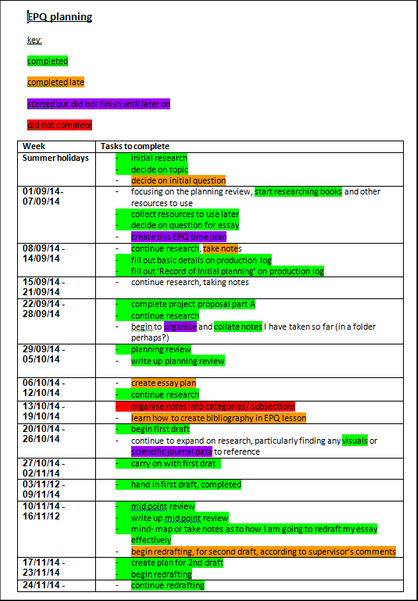 EPQ planning
key:
completed
completed late
started but did not finish until later on
did not complete
Week Tasks to complete
Summer holidays - initial research
- decide on topic
- decide on initial question
01/09/14- - focusing on the planning review, start researching books and other
07/09/14 resources to use
- collect resources to use later
- decide on question for essay
- create this EPQ time plan
08/09/14 - - continue research, take notes
14/09/14 - fill out basic details on production log
- fill out 'Record of Initial planning' on production log
15/09/14 - - continue research, taking notes
21/09/14
22/09/14 - - complete project proposal part A
28/09/14 - continue research
- begin to organise and collate notes I have taken so far (in a folder
perhaps?)
29/09/14 - - planning review
05/10/14 - write up planning review
06/10/14 - - create essay plan
12/10/14 - continue research
13/10/14 - - organise notes into categories/ subsections
19/10/14 - learn how to create bibliography in EPQ lesson
20/10/14 - - begin first draft
26/10/14 - continue to expand on research, particularly finding any visuals or
scientific journal data to reference
27/10/14 - - carry on with first drat
02/11/14
03/11/12 - - hand in first draft, completed
09/11/14
10/11/14 - - mid point review
16/11/12 - write up mid point review
- mind- map or take notes as to how I am going to redraft my essay
effectively
- begin redrafting, for second draft, according to supervisor's comments
17/11/14 - - create plan for 2nd draft
23/11/14 - begin redrafting
24/11/14 - - continue redrafting